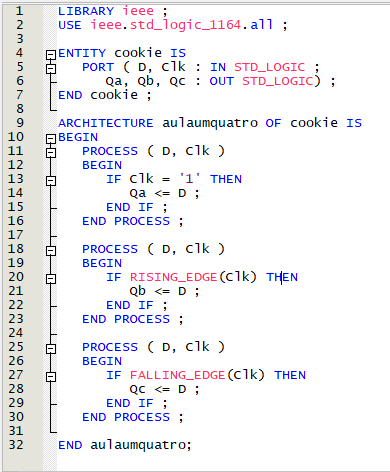 1 LIBRARY ieee ;
2 USE ieee.std_logic_1164.all ;
3
4 ENTITY cookie IS
5 PORT ( D, Clk : IN STD_LOGIC ;
6 Qa, Qb, Qc : OUT STD_LOGIC) ;
7 END cookie ;
8
9 ARCHITECTURE aulaumquatro OF cookie IS
10 BEGIN
11 PROCESS ( D, Clk )
12 BEGIN
13 IF Clk = '1' THEN
14 Qa <= D ;
15 END IF ;
16 END PROCESS ;
17
18 PROCESS ( D, Clk )
19 BEGIN
20 IF RISING_EDGE(Clk) THEN
21 Qb <= D ;
22 END IF ;
23 END PROCESS ;
24
25 PROCESS ( D, Clk )
26 BEGIN
27 IF FALLING_EDGE(Clk) THEN
28 Qc <= D ;
29 END IF ;
30 END PROCESS ;
31
32 END aulaumquatro;